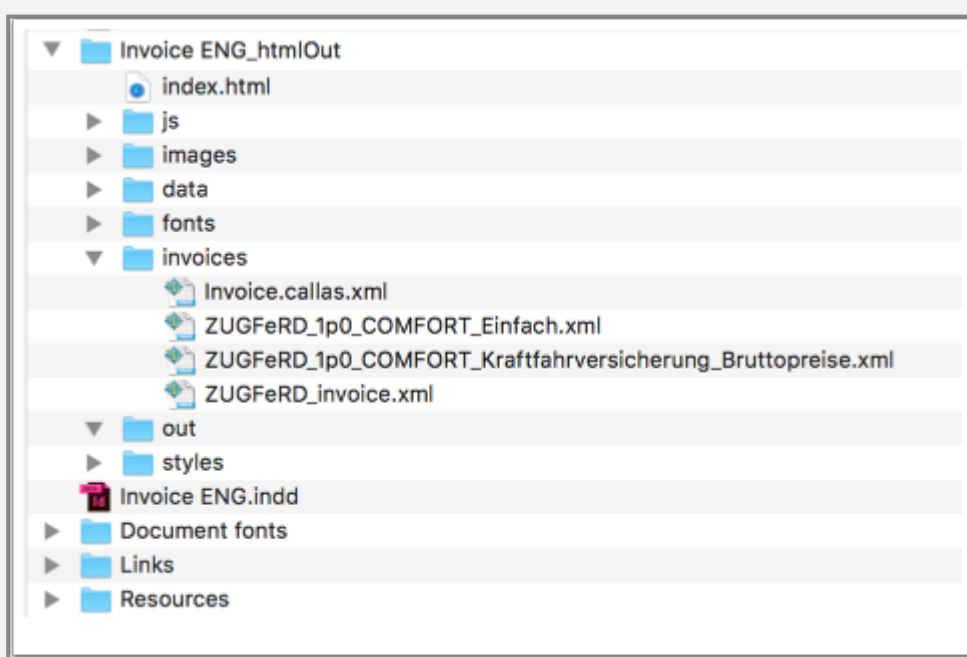 Invoice ENG_htmlOut
index.html
js
images
data
fonts
invoices
Invoice.callas.xml
ZUGFeRD_1p0_COMFORT_Einfach.xml
ZUGFeRD_1p0_COMFORT_Kraftfahrversicherung_Bruttopreise.xml
ZUGFeRD_invoice.xml
out
styles
Invoice ENG.indd
Document fonts
Links
Resources